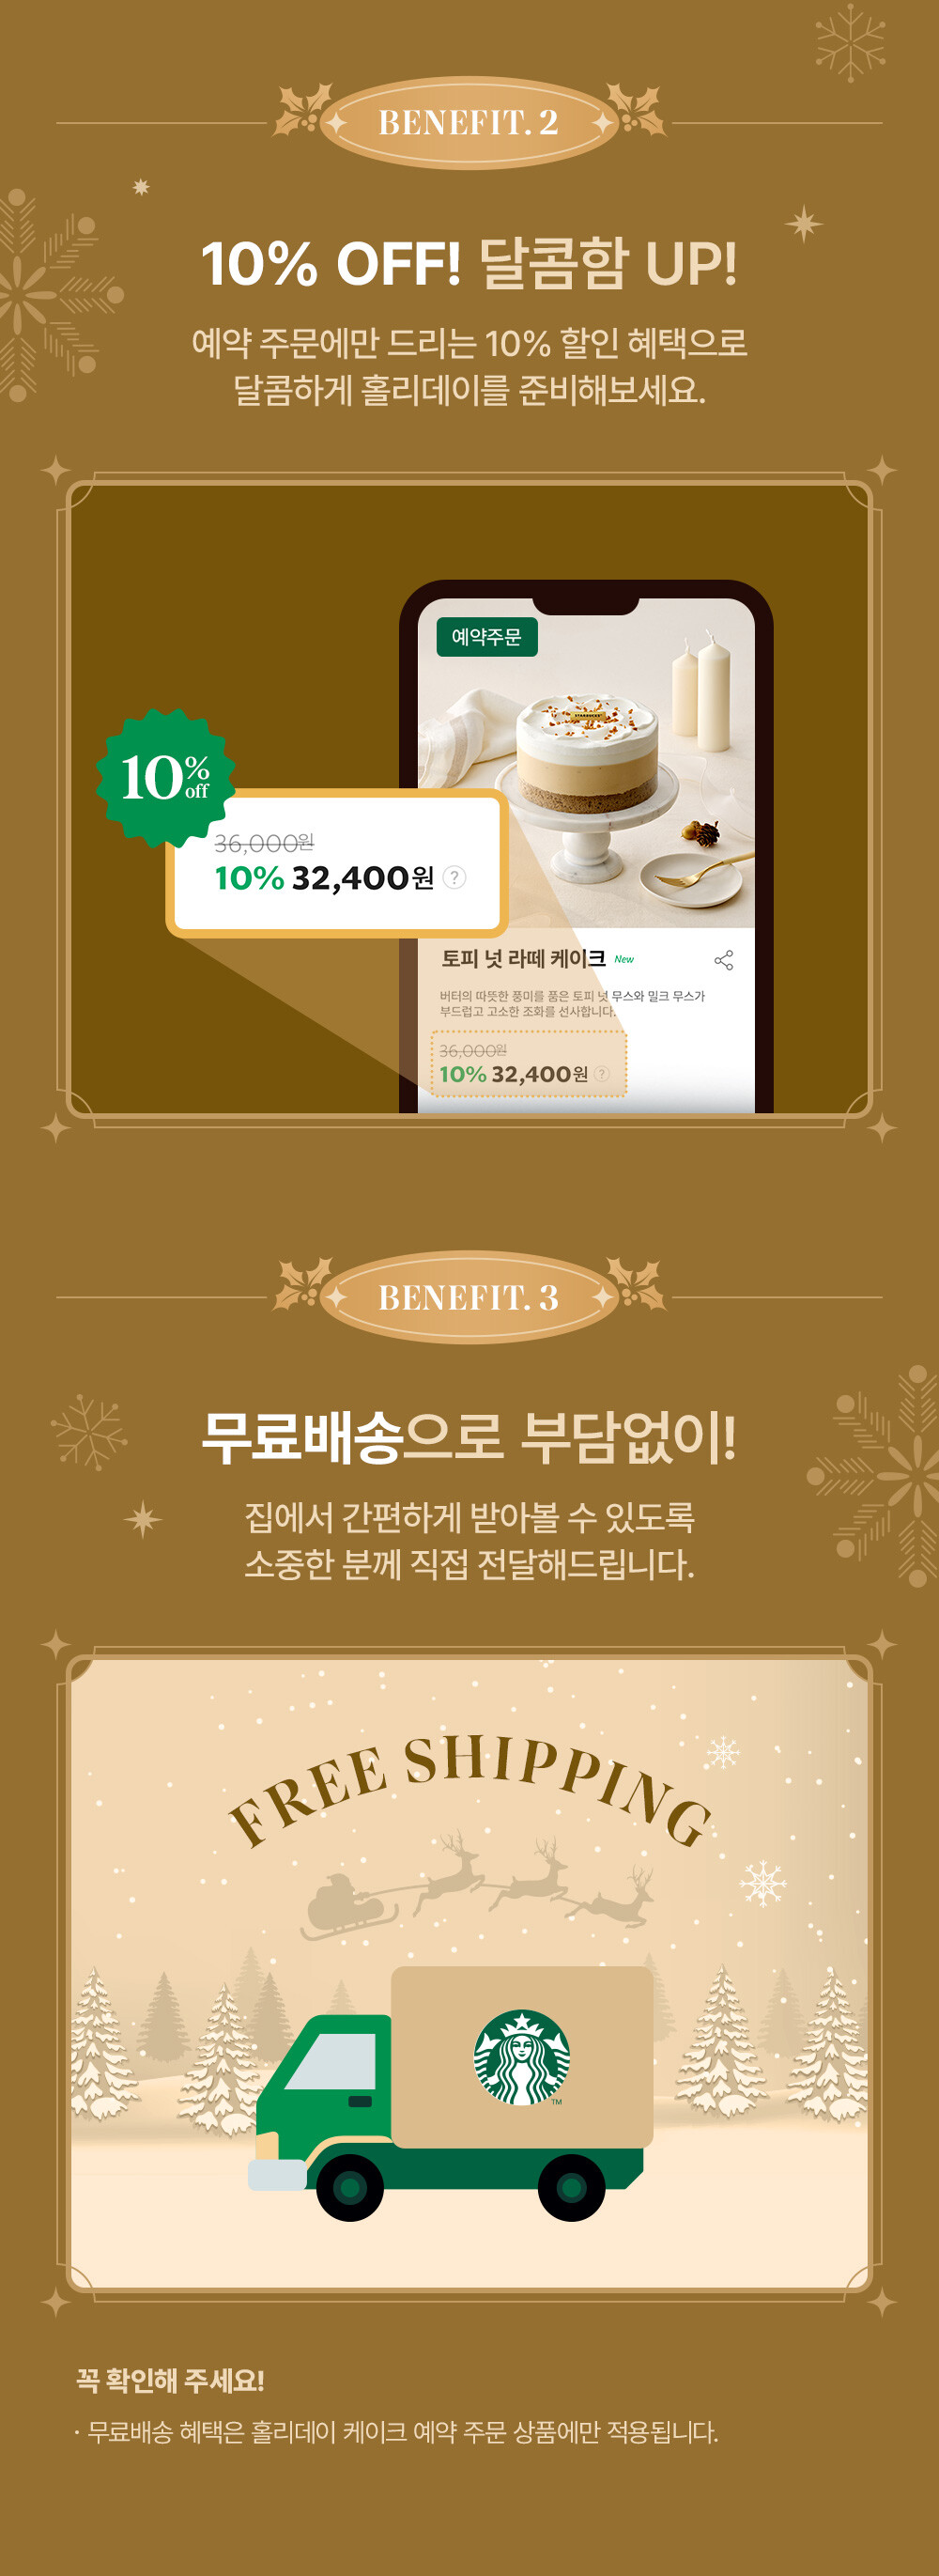 BENEFIT. 2
10% OFF! 달콤함 UP!
예약 주문에만 드리는 10% 할인 혜택으로
달콤하게 홀리데이를 준비해보세요.
예약주문
STARBUCKS
10% off
36,000원
10% 32,400원 ?
토피 넛 라떼 케이크 New
버터의 따뜻한 풍미를 품은 토피 넛 무스와 밀크 무스가
부드럽고 고소한 조화를 선사합니다.
36,000원
10% 32,400원 ?
BENEFIT. 3
무료배송으로 부담없이!
집에서 간편하게 받아볼 수 있도록
소중한 분께 직접 전달해드립니다.
FREE SHIPPING
TM
꼭 확인해 주세요!
· 무료배송 혜택은 홀리데이 케이크 예약 주문 상품에만 적용됩니다.